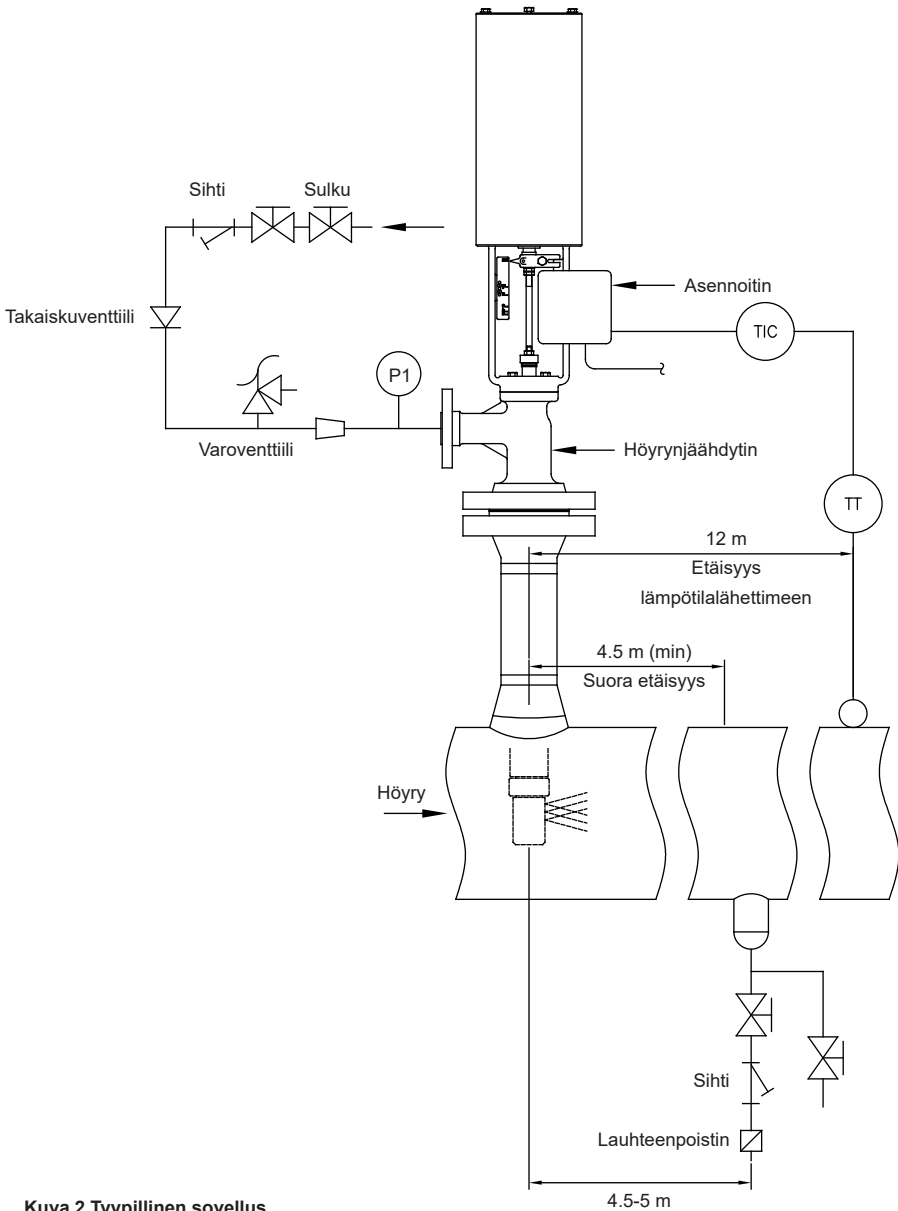 Sihti
Sulku
Asennoitin
Takaiskuventtiili
TIC
P1
Varoventtiili
Höyrynjäähdytin
TT
12 m
Etäisyys
lämpötilalähettimeen
4.5 m (min)
Suora etäisyys
Höyry
Sihti
Lauhteenpoistin
4.5-5 m
Kuva 2 Tyypillinen sovellus